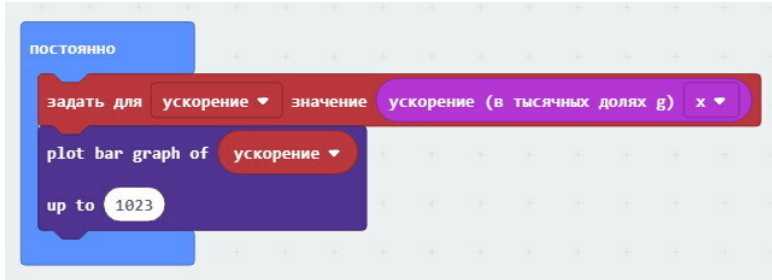 постоянно
задать для ускорение значение ускорение (в тысячных долях g) x
plot bar graph of ускорение
up to 1023